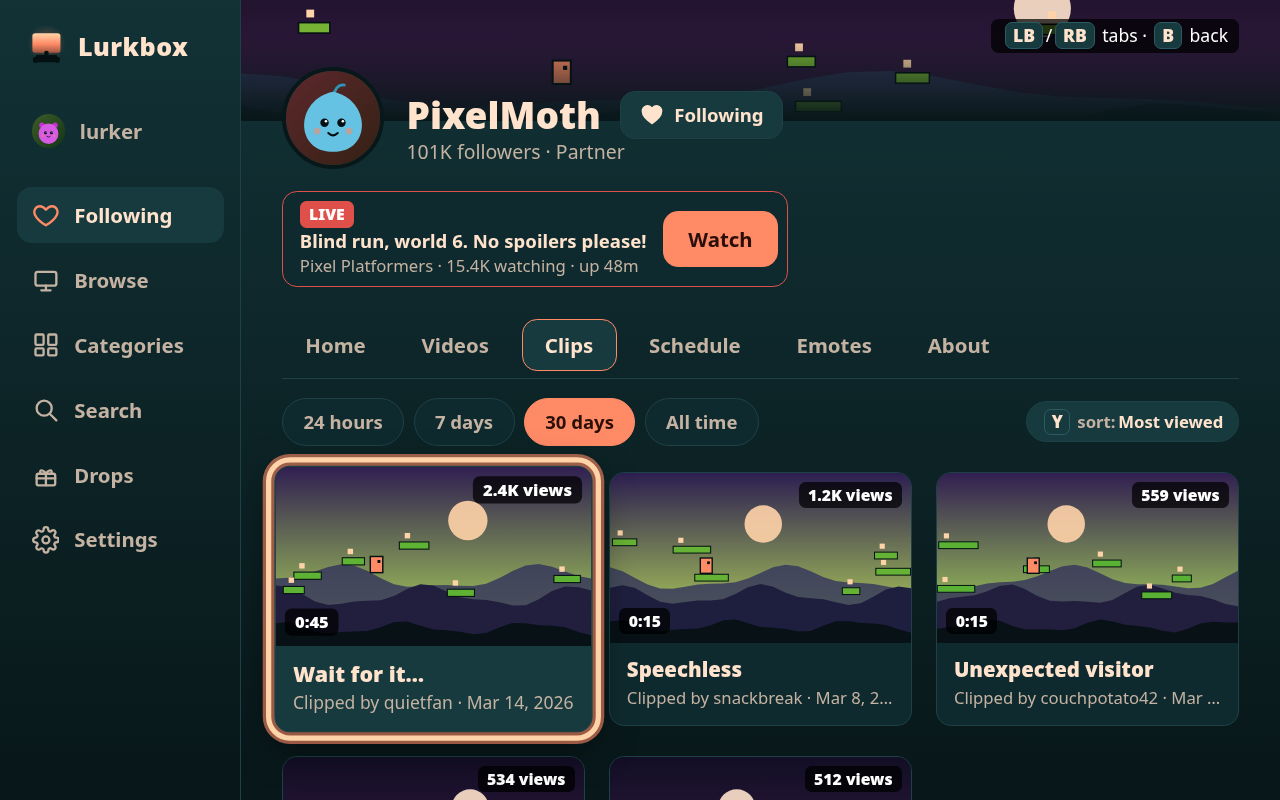 Lurkbox
lurker
Following
Browse
Categories
Search
Drops
Settings
LB / RB tabs · B back
PixelMoth
Following
101K followers · Partner
LIVE
Blind run, world 6. No spoilers please!
Pixel Platformers · 15.4K watching · up 48m
Watch
Home Videos Clips Schedule Emotes About
24 hours 7 days 30 days All time
Y sort: Most viewed
2.4K views
0:45
Wait for it...
Clipped by quietfan · Mar 14, 2026
1.2K views
0:15
Speechless
Clipped by snackbreak · Mar 8, 2...
559 views
0:15
Unexpected visitor
Clipped by couchpotato42 · Mar ...
534 views
512 views